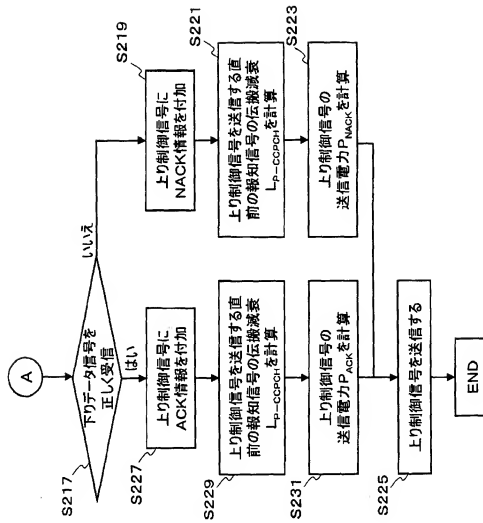 A
S217
下りデータ信号を
正しく受信
いいえ
はい
S227
上り制御信号に
ACK情報を付加
S219
上り制御信号に
NACK情報を付加
S229
上り制御信号を送信する直
前の報知信号の伝搬減衰
LP-CCPCHを計算
S221
上り制御信号を送信する直
前の報知信号の伝搬減衰
LP-CCPCHを計算
S231
上り制御信号の
送信電力PACKを計算
S223
上り制御信号の
送信電力PNACKを計算
S225
上り制御信号を送信する
END